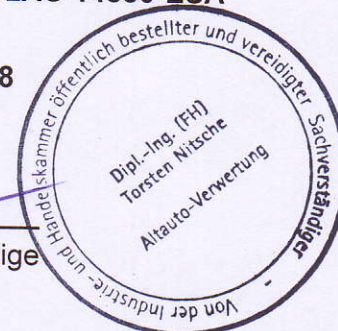 8
Von der Industrie- und Handelskammer öffentlich bestellter und vereidigter Sachverständiger -
Dipl.-Ing. (FH)
Torsten Nitsche
Altauto-Verwertung
ige